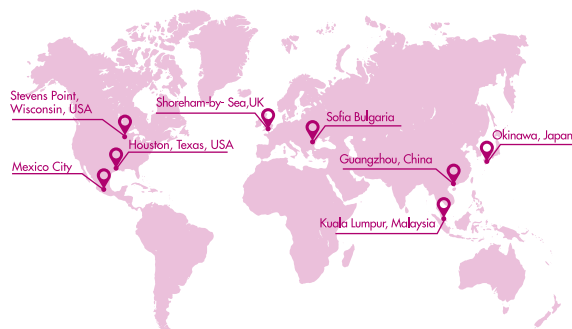 Stevens Point,
Wisconsin, USA
Shoreham-by- Sea,UK
Sofia Bulgaria
Okinawa, Japan
Houston, Texas, USA
Mexico City
Guangzhou, China
Kuala Lumpur, Malaysia